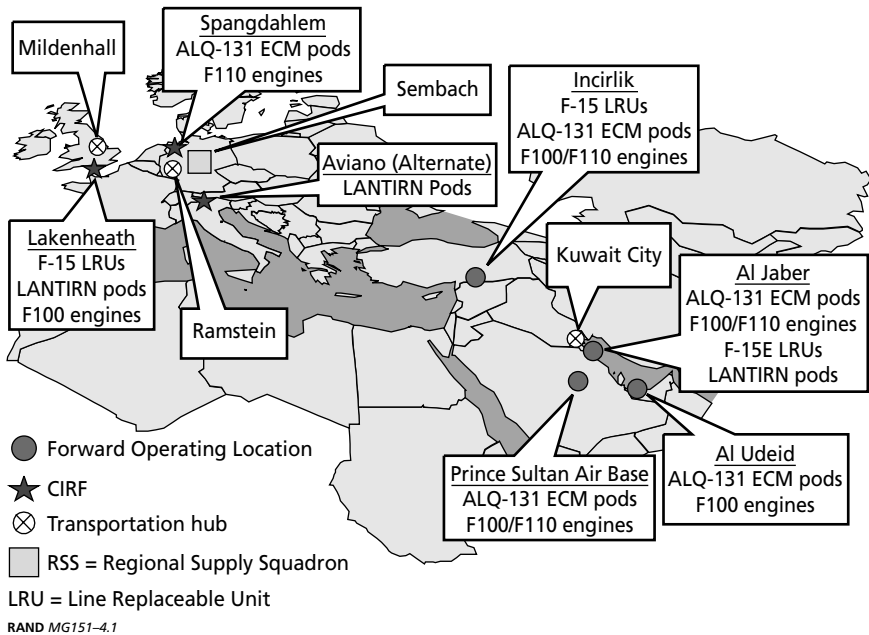 Mildenhall
Spangdahlem
ALQ-131 ECM pods
F110 engines
Sembach
Incirlik
F-15 LRUs
ALQ-131 ECM pods
F100/F110 engines
Aviano (Alternate)
LANTIRN Pods
Lakenheath
F-15 LRUs
LANTIRN pods
F100 engines
Ramstein
Kuwait City
Al Jaber
ALQ-131 ECM pods
F100/F110 engines
F-15E LRUs
LANTIRN pods
Prince Sultan Air Base
ALQ-131 ECM pods
F100/F110 engines
Al Udeid
ALQ-131 ECM pods
F100 engines
Forward Operating Location
CIRF
Transportation hub
RSS = Regional Supply Squadron
LRU = Line Replaceable Unit
RAND MG151–4.1